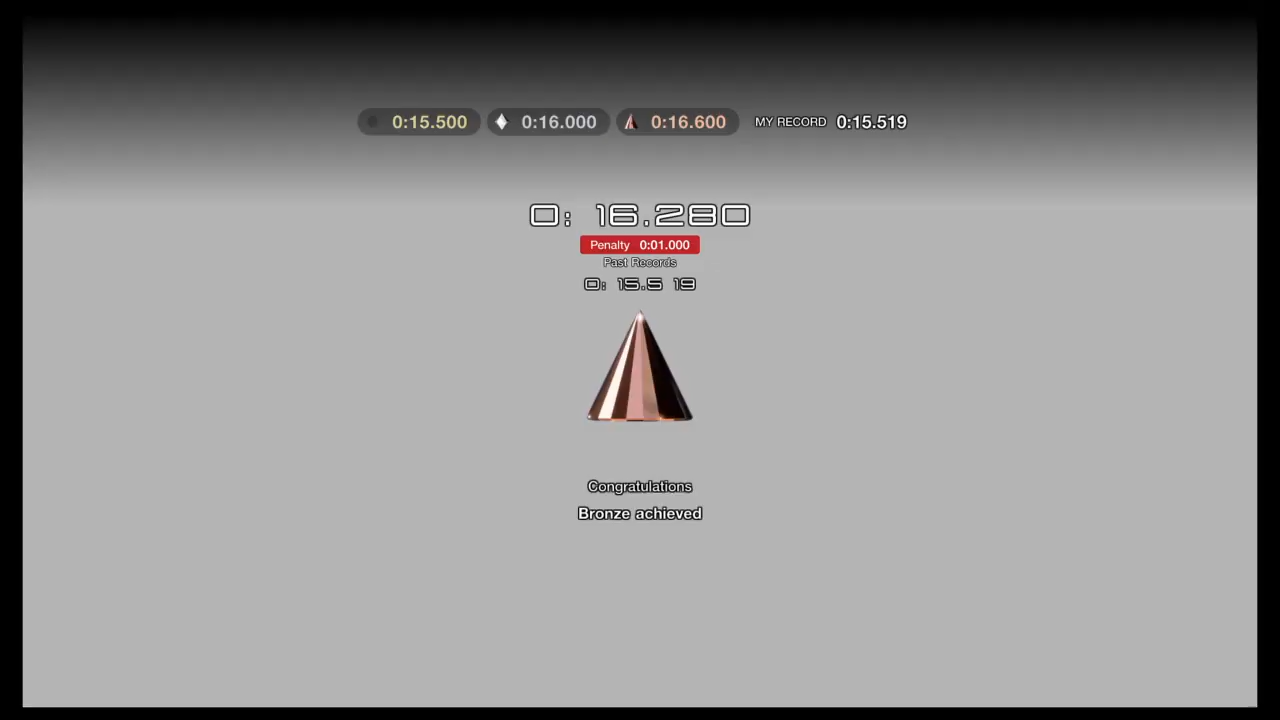 0:15.500 0:16.000 0:16.600 MY RECORD 0:15.519
0: 16.280
Penalty 0:01.000
Past Records
0: 15.5 19
Congratulations
Bronze achieved